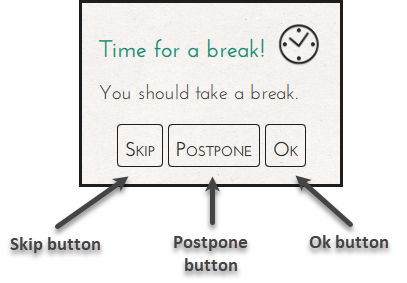 Time for a break!
You should take a break.
Skip Postpone Ok
Skip button
Postpone
button
Ok button